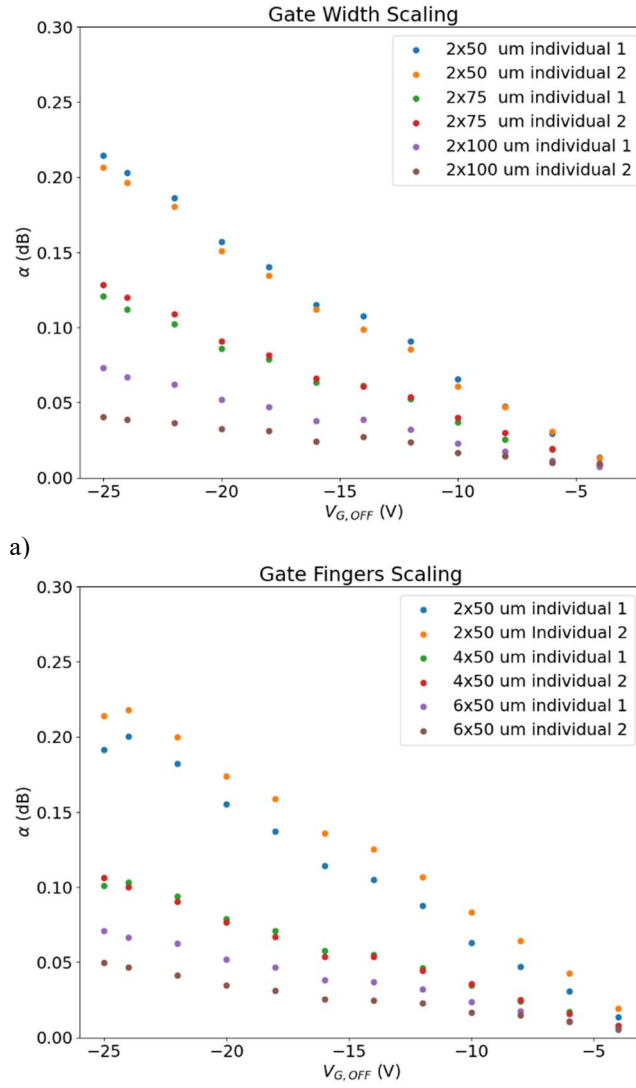 Gate Width Scaling
0.30
0.25
0.20
0.15
0.10
0.05
0.00
α (dB)
2x50  um individual 1
2x50  um individual 2
2x75  um individual 1
2x75  um individual 2
2x100 um individual 1
2x100 um individual 2
−25 −20 −15 −10 −5
V_G,OFF (V)
a)
Gate Fingers Scaling
0.30
0.25
0.20
0.15
0.10
0.05
0.00
α (dB)
2x50 um individual 1
2x50 um Individual 2
4x50 um individual 1
4x50 um individual 2
6x50 um individual 1
6x50 um individual 2
−25 −20 −15 −10 −5
V_G,OFF (V)